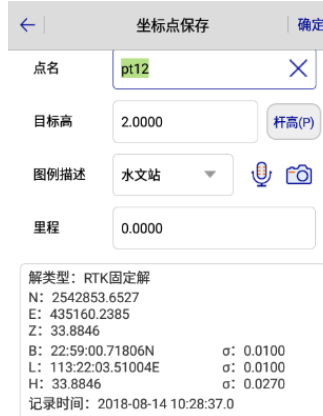 坐标点保存 确定
点名 pt12
目标高 2.0000 杆高(P)
图例描述 水文站
里程 0.0000
解类型：RTK固定解
N：2542853.6527
E：435160.2385
Z：33.8846
B：22:59:00.71806N σ：0.0100
L：113:22:03.51004E σ：0.0100
H：33.8846 σ：0.0270
记录时间：2018-08-14 10:28:37.0